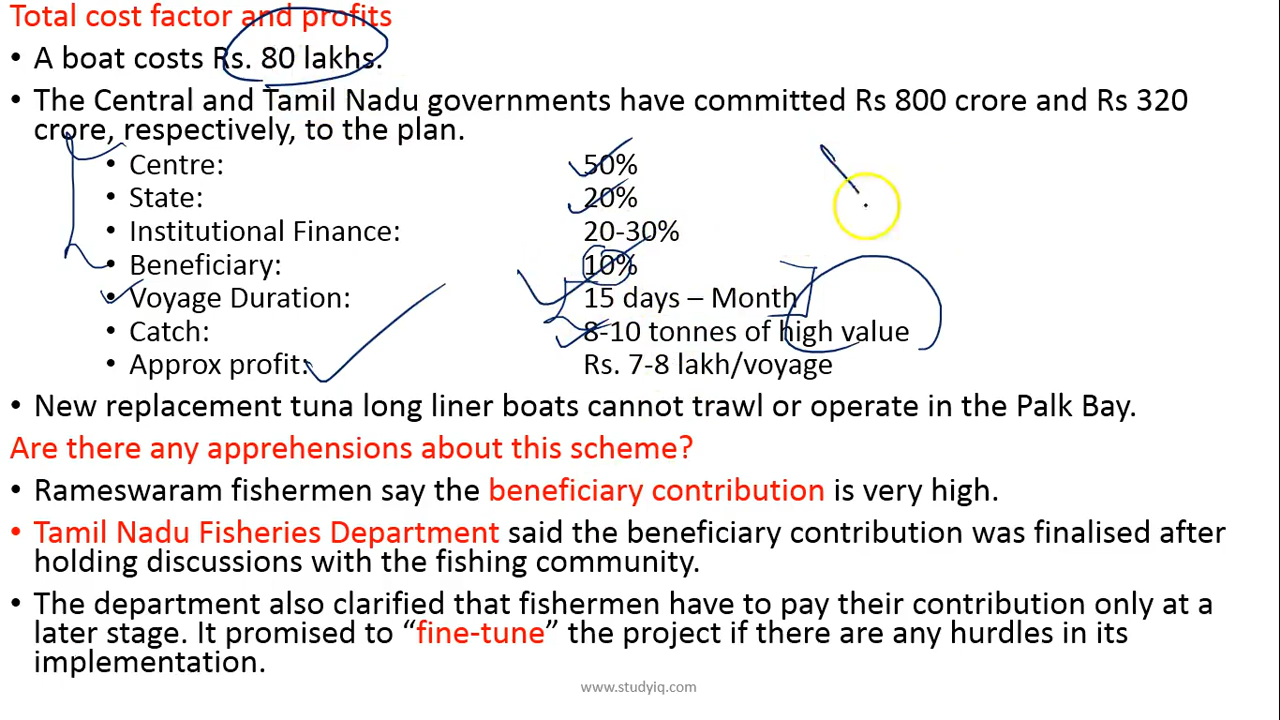 Total cost factor and profits
• A boat costs Rs. 80 lakhs.
• The Central and Tamil Nadu governments have committed Rs 800 crore and Rs 320
crore, respectively, to the plan.
• Centre: 50%
• State: 20%
• Institutional Finance: 20-30%
• Beneficiary: 10%
• Voyage Duration: 15 days – Month
• Catch: 8-10 tonnes of high value
• Approx profit: Rs. 7-8 lakh/voyage
• New replacement tuna long liner boats cannot trawl or operate in the Palk Bay.
Are there any apprehensions about this scheme?
• Rameswaram fishermen say the beneficiary contribution is very high.
• Tamil Nadu Fisheries Department said the beneficiary contribution was finalised after
holding discussions with the fishing community.
• The department also clarified that fishermen have to pay their contribution only at a
later stage. It promised to “fine-tune” the project if there are any hurdles in its
implementation.
www.studyiq.com